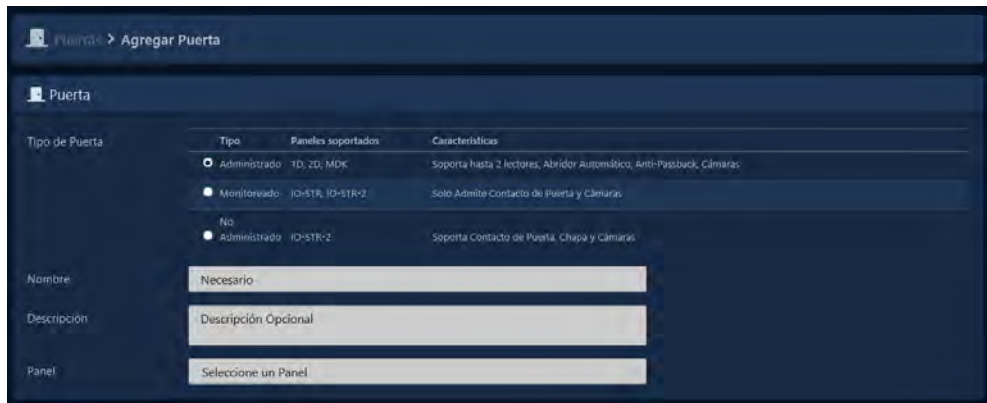 Puertas > Agregar Puerta
Puerta
Tipo de Puerta
Tipo Paneles soportados Características
Administrado 1D, 2D, MDK Soporta hasta 2 lectores, Abridor Automático, Anti-Passback, Cámaras
Monitoreado IO-STR, IO-STR-2 Solo Admite Contacto de Puerta y Cámaras
No
Administrado IO-STR-2 Soporta Contacto de Puerta, Chapa y Cámaras
Nombre Necesario
Descripción Descripción Opcional
Panel Seleccione un Panel